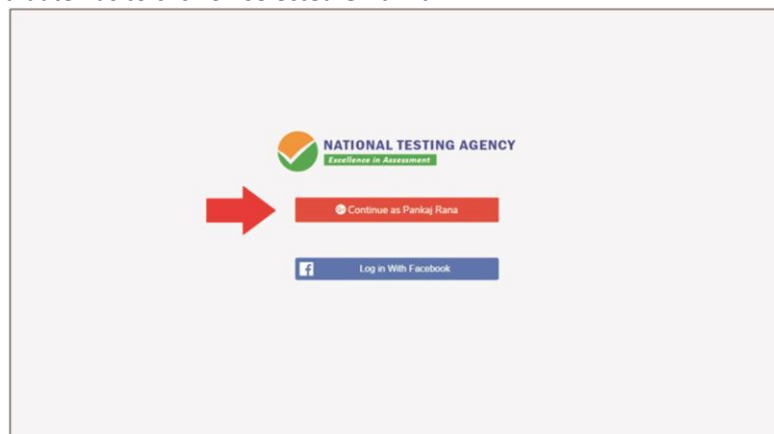 NATIONAL TESTING AGENCY
Excellence in Assessment
Continue as Pankaj Rana
Log in With Facebook